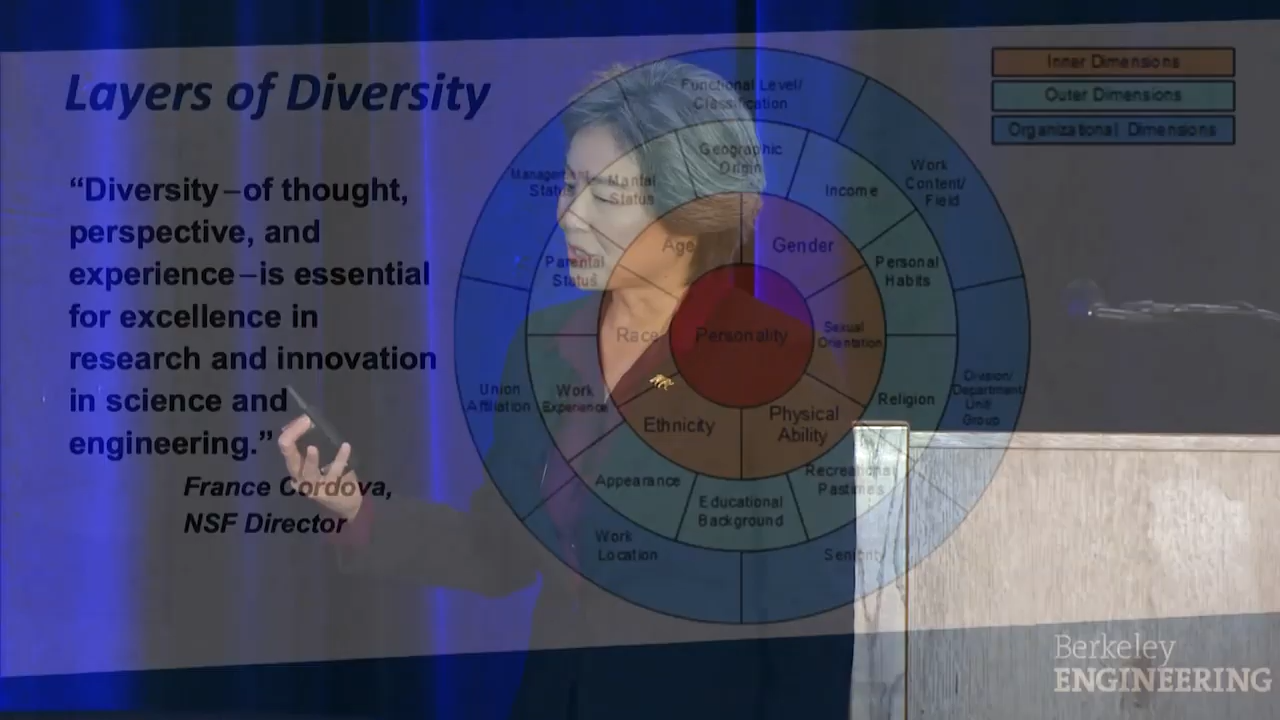 Layers of Diversity
“Diversity–of thought,
perspective, and
experience–is essential
for excellence in
research and innovation
in science and
engineering.”
France Cordova,
NSF Director
Inner Dimensions
Outer Dimensions
Organizational Dimensions
Functional Level/
Classification
Work
Content/
Field
Division/
Department
Unit
Group
Seniority
Work
Location
Union
Affiliation
Management
Status
Geographic
Origin
Income
Personal
Habits
Religion
Recreational
Pastimes
Educational
Background
Appearance
Work
Experience
Parental
Status
Marital
Status
Age
Gender
Sexual
Orientation
Physical
Ability
Ethnicity
Race
Personality
Berkeley
ENGINEERING